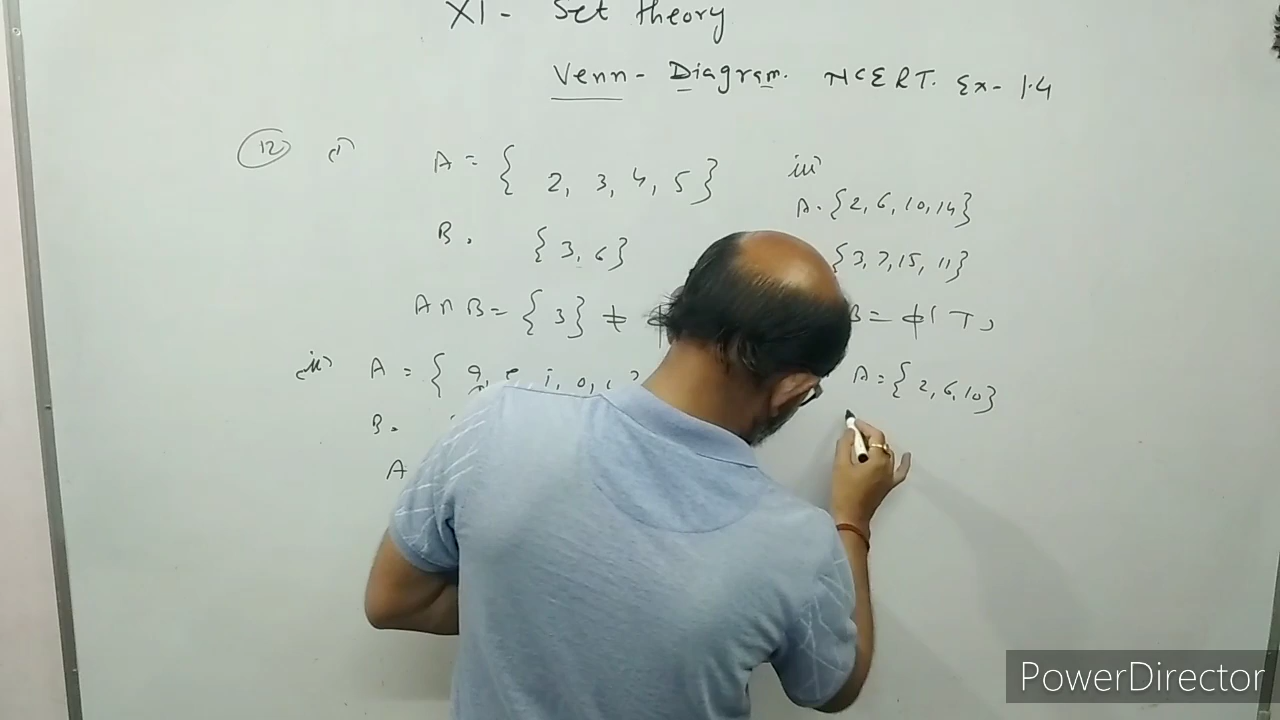 XI - Set theory
Venn - Diagram. NCERT. Ex - 1.4
12 i) A = { 2, 3, 4, 5 }
B = { 3, 6 }
A ∩ B = { 3 } ≠
ii) A = { a, e, i, o, u }
B =
A
iii)
A = {2, 6, 10, 14}
{3, 7, 15, 11}
B = ϕ (T)
A = {2, 6, 10}
PowerDirector